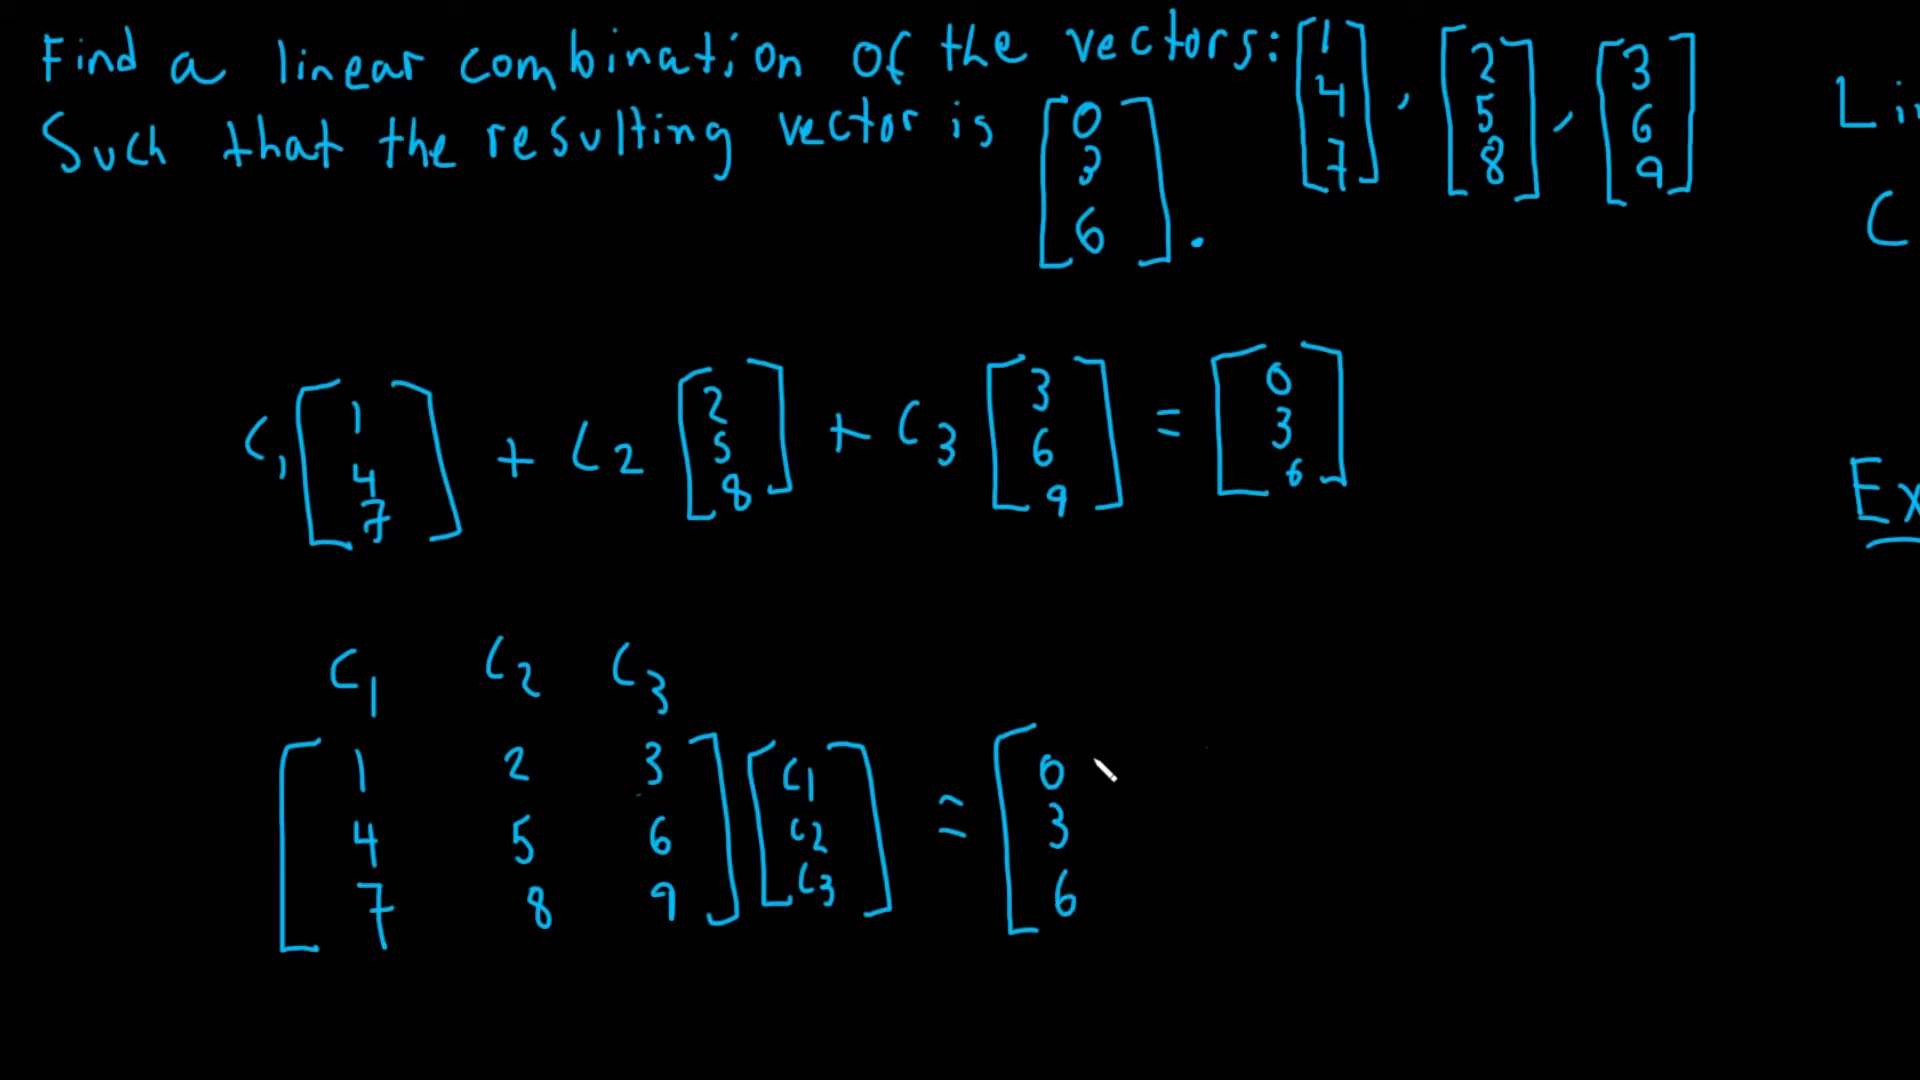 Find a linear combination of the vectors: [1 4 7], [2 5 8], [3 6 9]
Such that the resulting vector is [0 3 6].
Li
C
C1 [1 4 7] + C2 [2 5 8] + C3 [3 6 9] = [0 3 6]
Ex
C1 C2 C3
[1 2 3] [C1] = [0
4 5 6 C2 3
7 8 9 C3 6